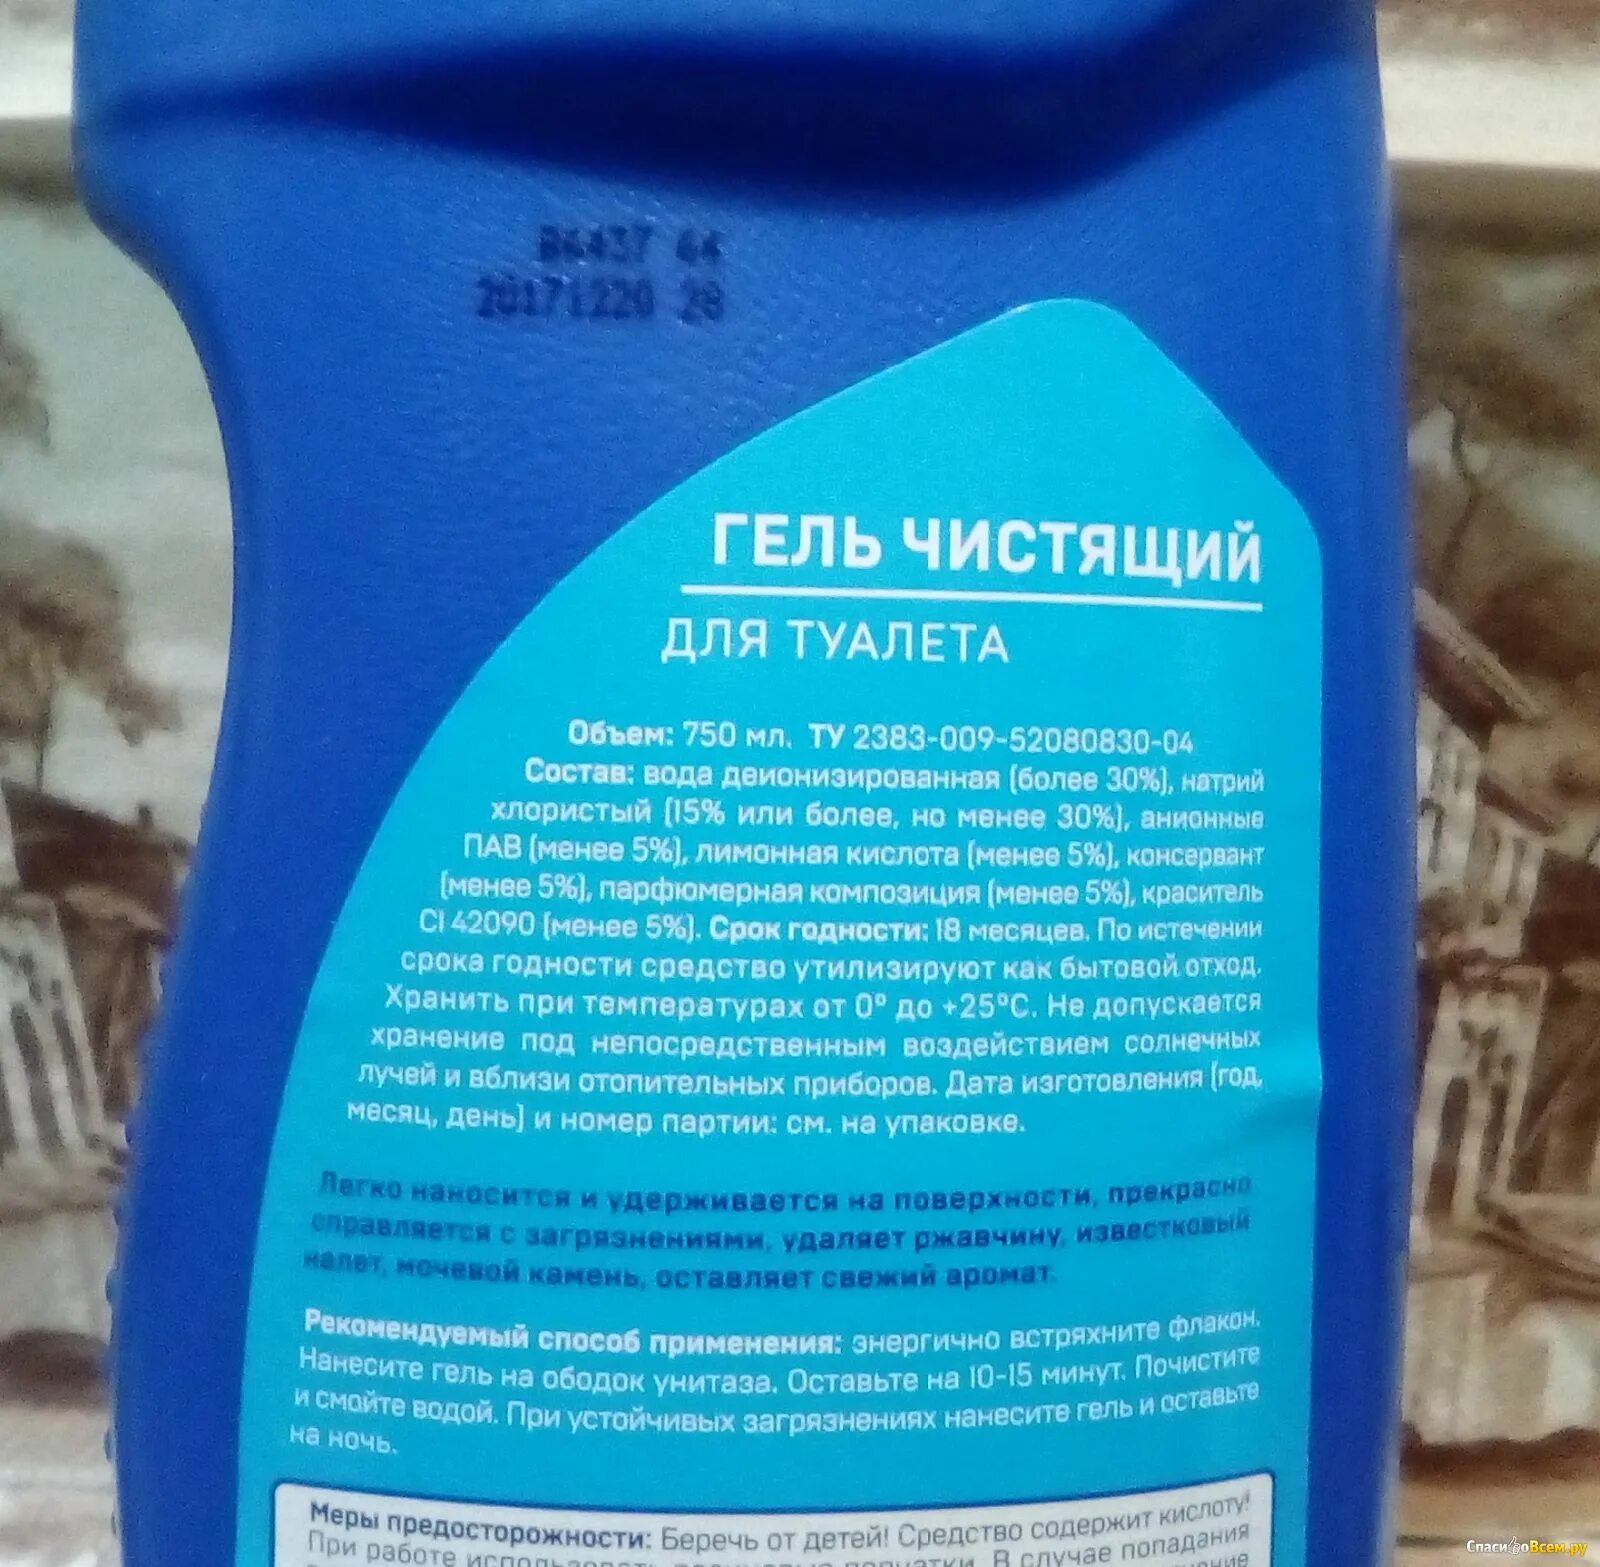 B6437 64
20171220 28
ГЕЛЬ ЧИСТЯЩИЙ
ДЛЯ ТУАЛЕТА
Объем: 750 мл. ТУ 2383-009-52080830-04
Состав: вода деионизированная (более 30%), натрий
хлористый (15% или более, но менее 30%), анионные
ПАВ (менее 5%), лимонная кислота (менее 5%), консервант
(менее 5%), парфюмерная композиция (менее 5%), краситель
CI 42090 (менее 5%). Срок годности: 18 месяцев. По истечении
срока годности средство утилизируют как бытовой отход.
Хранить при температурах от 0° до +25°С. Не допускается
хранение под непосредственным воздействием солнечных
лучей и вблизи отопительных приборов. Дата изготовления (год,
месяц, день) и номер партии: см. на упаковке.
Легко наносится и удерживается на поверхности, прекрасно
справляется с загрязнениями, удаляет ржавчину, известковый
налет, мочевой камень, оставляет свежий аромат.
Рекомендуемый способ применения: энергично встряхните флакон.
Нанесите гель на ободок унитаза. Оставьте на 10-15 минут. Почистите
и смойте водой. При устойчивых загрязнениях нанесите гель и оставьте
на ночь.
Меры предосторожности: Беречь от детей! Средство содержит кислоту!
При работе использовать перчатки. В случае попадания
СпасибоВсем.ру